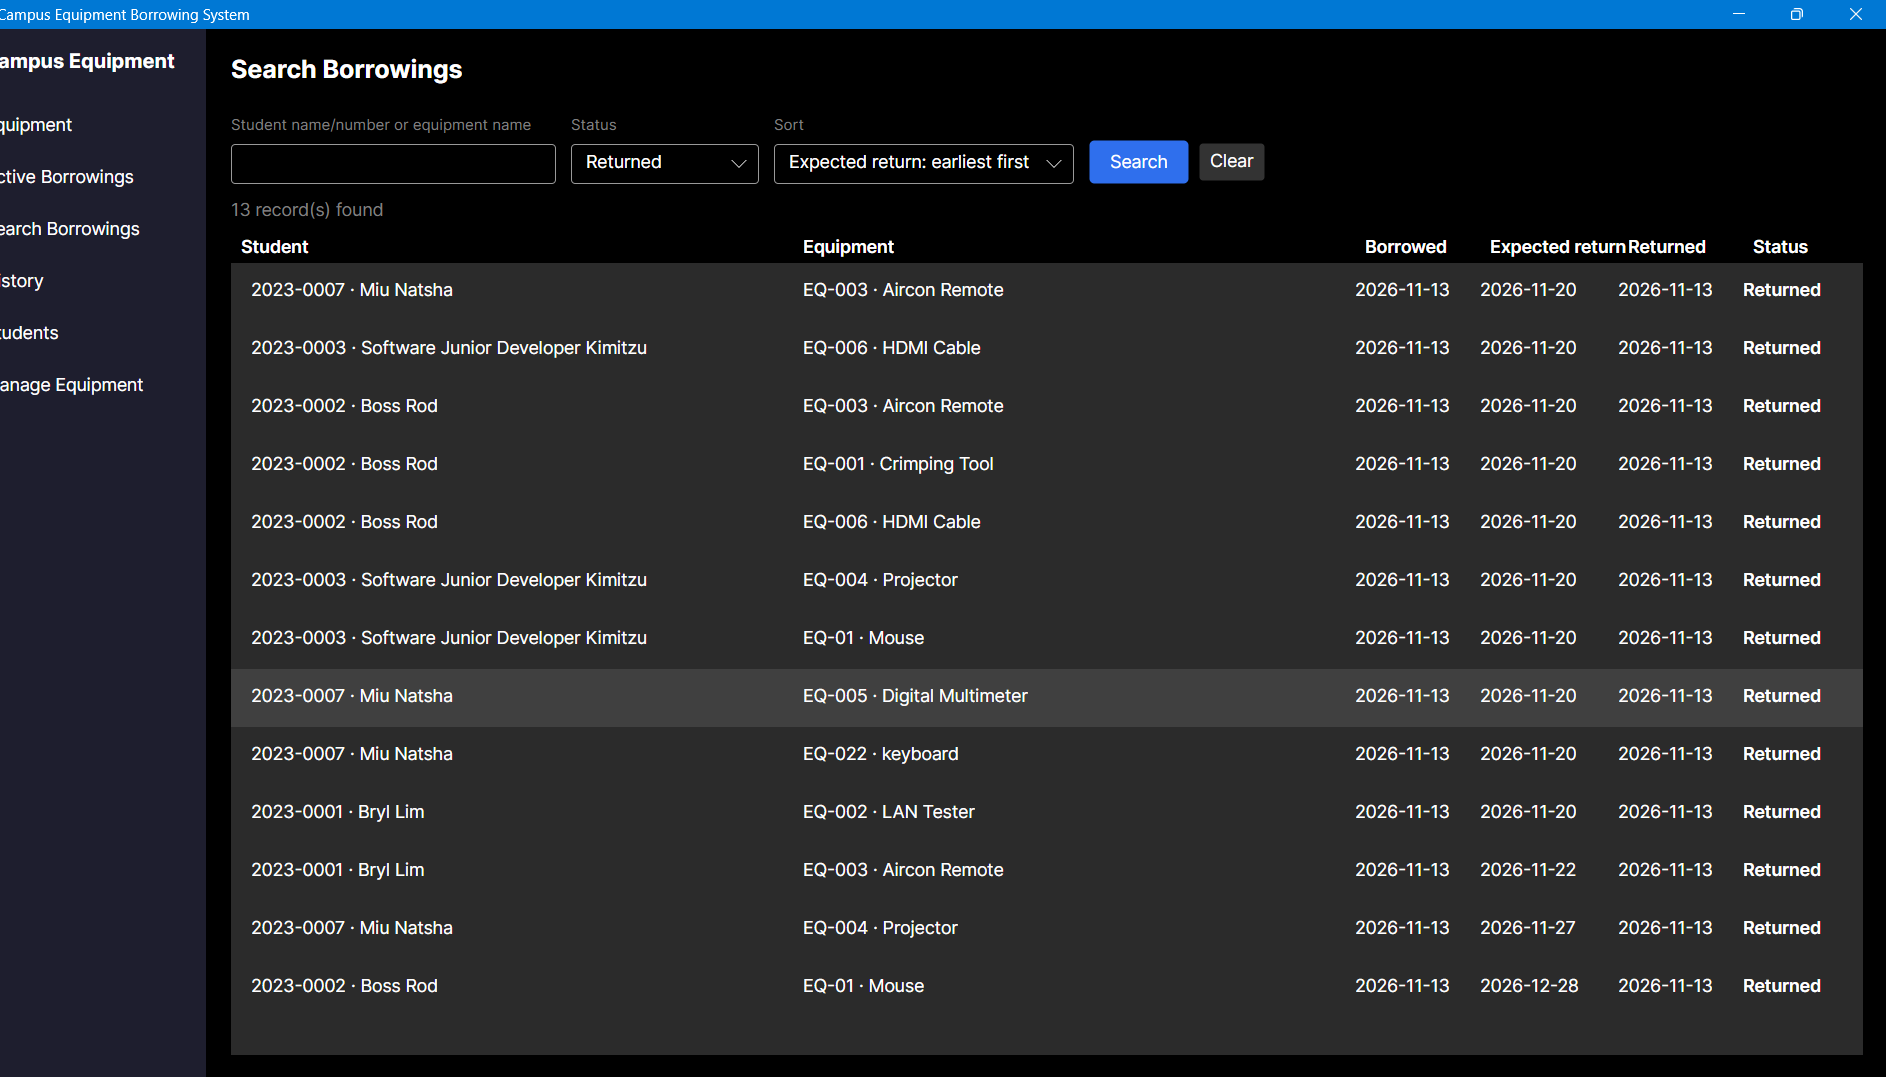 Campus Equipment Borrowing System
ampus Equipment
quipment
ctive Borrowings
earch Borrowings
istory
tudents
anage Equipment
Search Borrowings
Student name/number or equipment name Status Sort
Returned Expected return: earliest first Search Clear
13 record(s) found
Student Equipment Borrowed Expected return Returned Status
2023-0007 · Miu Natsha EQ-003 · Aircon Remote 2026-11-13 2026-11-20 2026-11-13 Returned
2023-0003 · Software Junior Developer Kimitzu EQ-006 · HDMI Cable 2026-11-13 2026-11-20 2026-11-13 Returned
2023-0002 · Boss Rod EQ-003 · Aircon Remote 2026-11-13 2026-11-20 2026-11-13 Returned
2023-0002 · Boss Rod EQ-001 · Crimping Tool 2026-11-13 2026-11-20 2026-11-13 Returned
2023-0002 · Boss Rod EQ-006 · HDMI Cable 2026-11-13 2026-11-20 2026-11-13 Returned
2023-0003 · Software Junior Developer Kimitzu EQ-004 · Projector 2026-11-13 2026-11-20 2026-11-13 Returned
2023-0003 · Software Junior Developer Kimitzu EQ-01 · Mouse 2026-11-13 2026-11-20 2026-11-13 Returned
2023-0007 · Miu Natsha EQ-005 · Digital Multimeter 2026-11-13 2026-11-20 2026-11-13 Returned
2023-0007 · Miu Natsha EQ-022 · keyboard 2026-11-13 2026-11-20 2026-11-13 Returned
2023-0001 · Bryl Lim EQ-002 · LAN Tester 2026-11-13 2026-11-20 2026-11-13 Returned
2023-0001 · Bryl Lim EQ-003 · Aircon Remote 2026-11-13 2026-11-22 2026-11-13 Returned
2023-0007 · Miu Natsha EQ-004 · Projector 2026-11-13 2026-11-27 2026-11-13 Returned
2023-0002 · Boss Rod EQ-01 · Mouse 2026-11-13 2026-12-28 2026-11-13 Returned